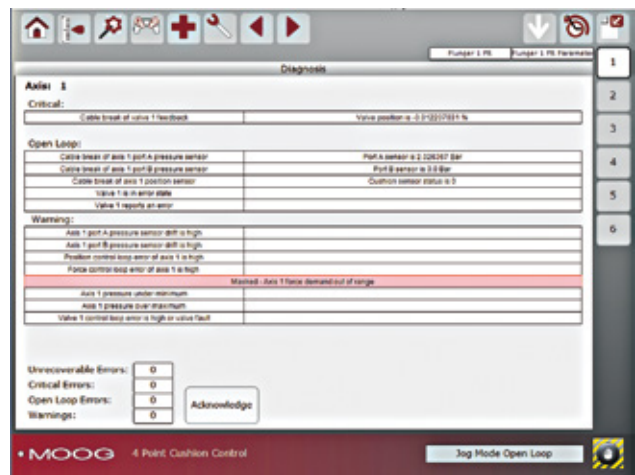 Plunger 1 PR Plunger 1 PR Paramete
Diagnosis
1
Axis: 1
2
Critical:
Cable break of valve 1 feedback Valve position is -0.012207031 %
3
Open Loop:
Cable break of axis 1 port A pressure sensor Port A sensor is 2.026367 Bar
Cable break of axis 1 port B pressure sensor Port B sensor is 3.8 Bar
4
Cable break of axis 1 position sensor Cushion sensor status is 0
Valve 1 is in error state
5
Valve 1 reports an error
Warning:
Axis 1 port A pressure sensor drift is high
6
Axis 1 port B pressure sensor drift is high
Position control loop error of axis 1 is high
Force control loop error of axis 1 is high
Masked - Axis 1 force demand out of range
Axis 1 pressure under minimum
Axis 1 pressure over maximum
Valve 1 control loop error is high or valve fault
Unrecoverable Errors: 0
Critical Errors: 0
Open Loop Errors: 0
Warnings: 0
Acknowledge
MOOG 4 Point Cushion Control Jog Mode Open Loop